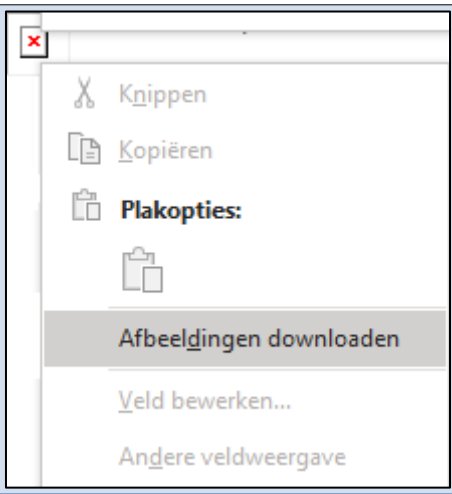 Knippen
Kopiëren
Plakopties:
Afbeeldingen downloaden
Veld bewerken...
Andere veldweergave